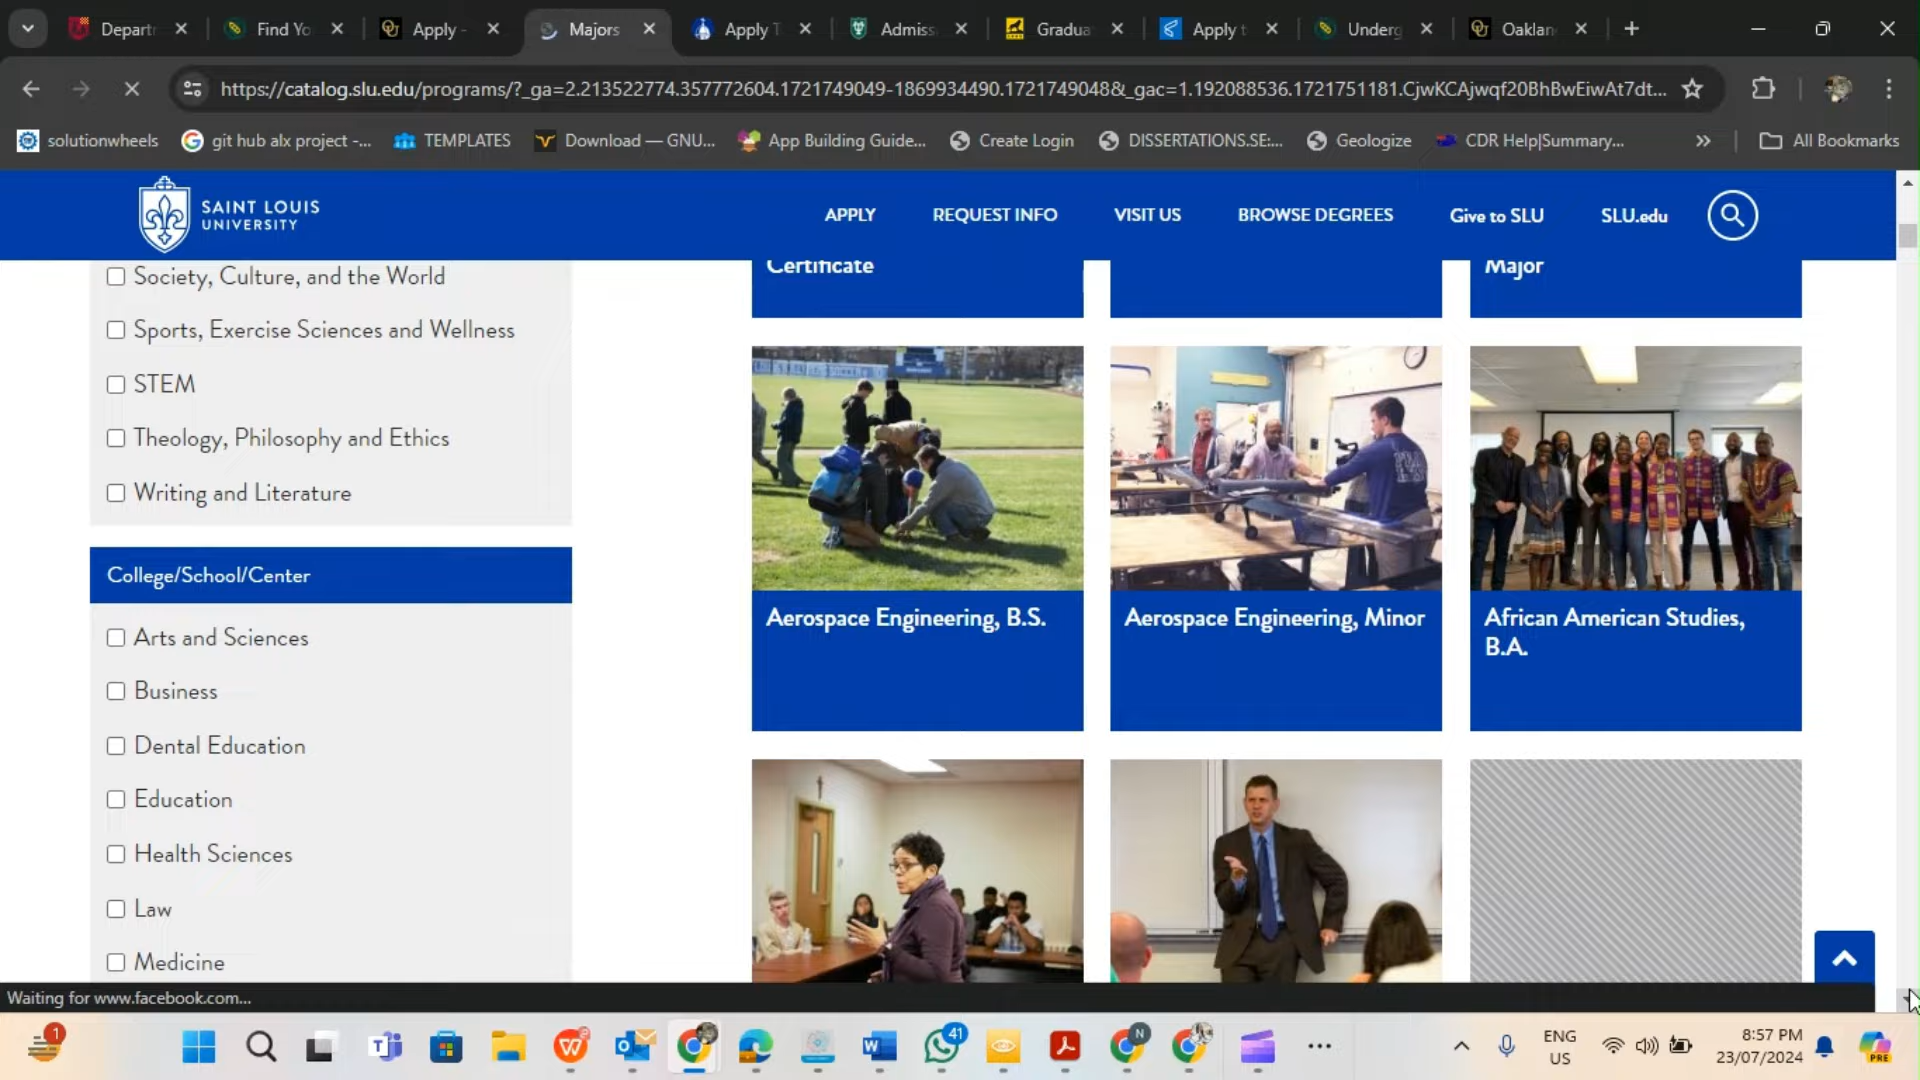 Departr
Find Yo
Apply -
Majors
Apply T
Admiss
Gradua
Apply t
Underg
Oaklan
https://catalog.slu.edu/programs/?_ga=2.213522774.357772604.1721749049-1869934490.1721749048&_gac=1.192088536.1721751181.CjwKCAjwqf20BhBwEiwAt7dt...
solutionwheels
git hub alx project -...
TEMPLATES
Download — GNU...
App Building Guide...
Create Login
DISSERTATIONS.SE:...
Geologize
CDR Help|Summary...
All Bookmarks
SAINT LOUIS
UNIVERSITY
APPLY
REQUEST INFO
VISIT US
BROWSE DEGREES
Give to SLU
SLU.edu
Society, Culture, and the World
Sports, Exercise Sciences and Wellness
STEM
Theology, Philosophy and Ethics
Writing and Literature
College/School/Center
Arts and Sciences
Business
Dental Education
Education
Health Sciences
Law
Medicine
Certificate
Major
Aerospace Engineering, B.S.
Aerospace Engineering, Minor
African American Studies,
B.A.
Waiting for www.facebook.com...
1
41
N
ENG
US
8:57 PM
23/07/2024
PRE